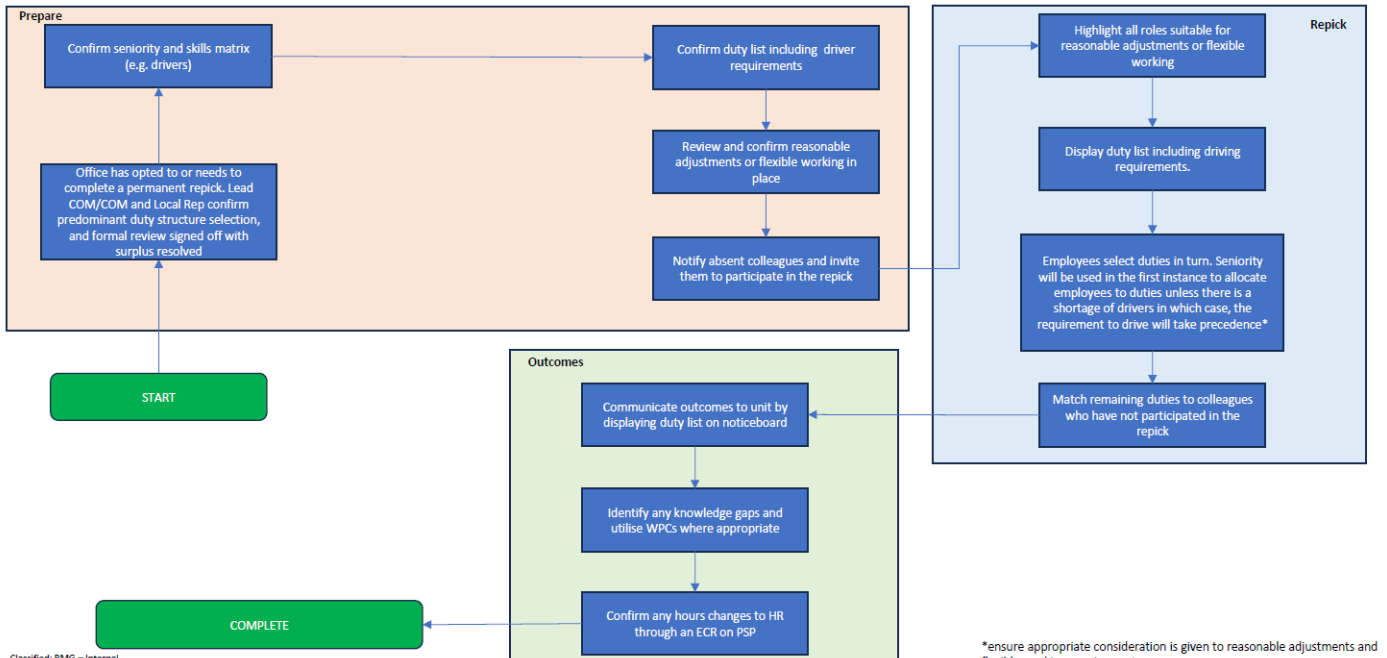 Prepare
Confirm seniority and skills matrix
(e.g. drivers)
Confirm duty list including driver
requirements
Office has opted to or needs to
complete a permanent repick. Lead
COM/COM and Local Rep confirm
predominant duty structure selection,
and formal review signed off with
surplus resolved
Review and confirm reasonable
adjustments or flexible working in
place
Notify absent colleagues and invite
them to participate in the repick
START
Repick
Highlight all roles suitable for
reasonable adjustments or flexible
working
Display duty list including driving
requirements.
Employees select duties in turn. Seniority
will be used in the first instance to allocate
employees to duties unless there is a
shortage of drivers in which case, the
requirement to drive will take precedence*
Match remaining duties to colleagues
who have not participated in the
repick
Outcomes
Communicate outcomes to unit by
displaying duty list on noticeboard
Identify any knowledge gaps and
utilise WPCs where appropriate
Confirm any hours changes to HR
through an ECR on PSP
COMPLETE
Classified: RMG – Internal
*ensure appropriate consideration is given to reasonable adjustments and